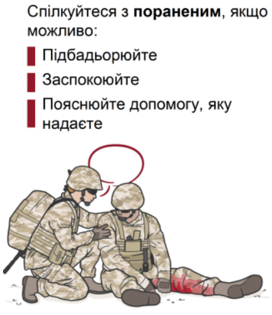 Спілкуйтеся з пораненим, якщо
можливо:
Підбадьорюйте
Заспокоюйте
Пояснюйте допомогу, яку
надаєте